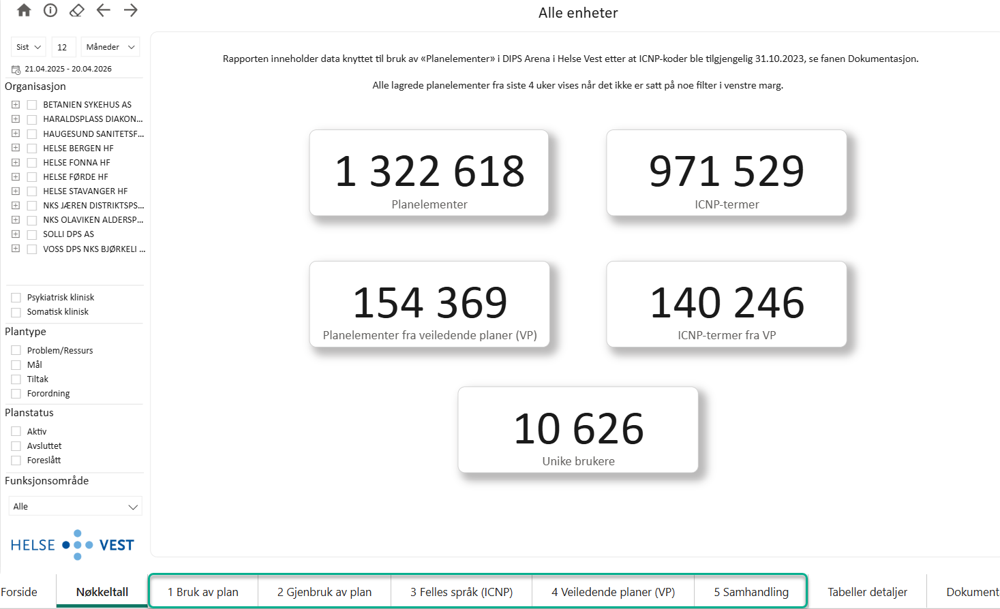 Alle enheter
Sist
12
Måneder
21.04.2025 - 20.04.2026
Organisasjon
BETANIEN SYKEHUS AS
HARALDSPLASS DIAKON...
HAUGESUND SANITETSF...
HELSE BERGEN HF
HELSE FONNA HF
HELSE FØRDE HF
HELSE STAVANGER HF
NKS JÆREN DISTRIKTSPS...
NKS OLAVIKEN ALDERSP...
SOLLI DPS AS
VOSS DPS NKS BJØRKELI ...
Psykiatrisk klinisk
Somatisk klinisk
Plantype
Problem/Ressurs
Mål
Tiltak
Forordning
Planstatus
Aktiv
Avsluttet
Foreslått
Funksjonsområde
Alle
HELSE VEST
Rapporten inneholder data knyttet til bruk av «Planelementer» i DIPS Arena i Helse Vest etter at ICNP-koder ble tilgjengelig 31.10.2023, se fanen Dokumentasjon.
Alle lagrede planelementer fra siste 4 uker vises når det ikke er satt på noe filter i venstre marg.
1 322 618
Planelementer
971 529
ICNP-termer
154 369
Planelementer fra veiledende planer (VP)
140 246
ICNP-termer fra VP
10 626
Unike brukere
Forside
Nøkkeltall
1 Bruk av plan
2 Gjenbruk av plan
3 Felles språk (ICNP)
4 Veiledende planer (VP)
5 Samhandling
Tabeller detaljer
Dokument